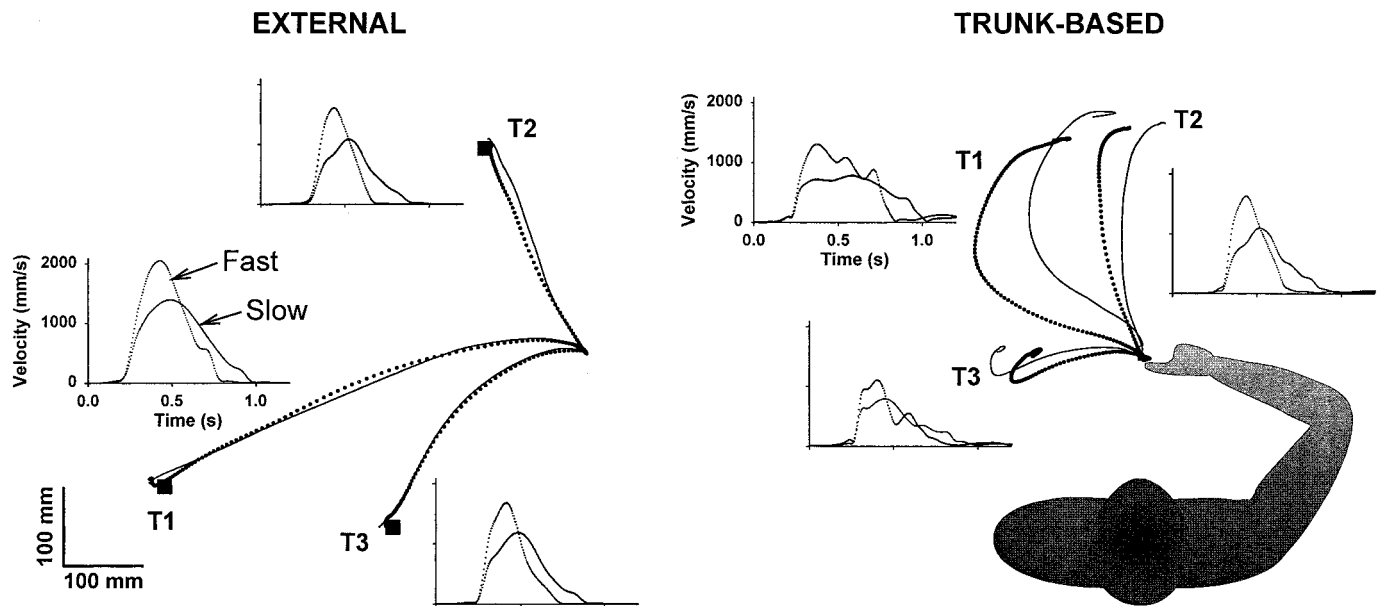 EXTERNAL
T2
Velocity (mm/s)
2000
1000
0
Fast
Slow
0.0 0.5 1.0
Time (s)
T1
T3
100 mm
100 mm
TRUNK-BASED
Velocity (mm/s)
2000
1000
0
0.0 0.5 1.0
Time (s)
T1
T2
T3